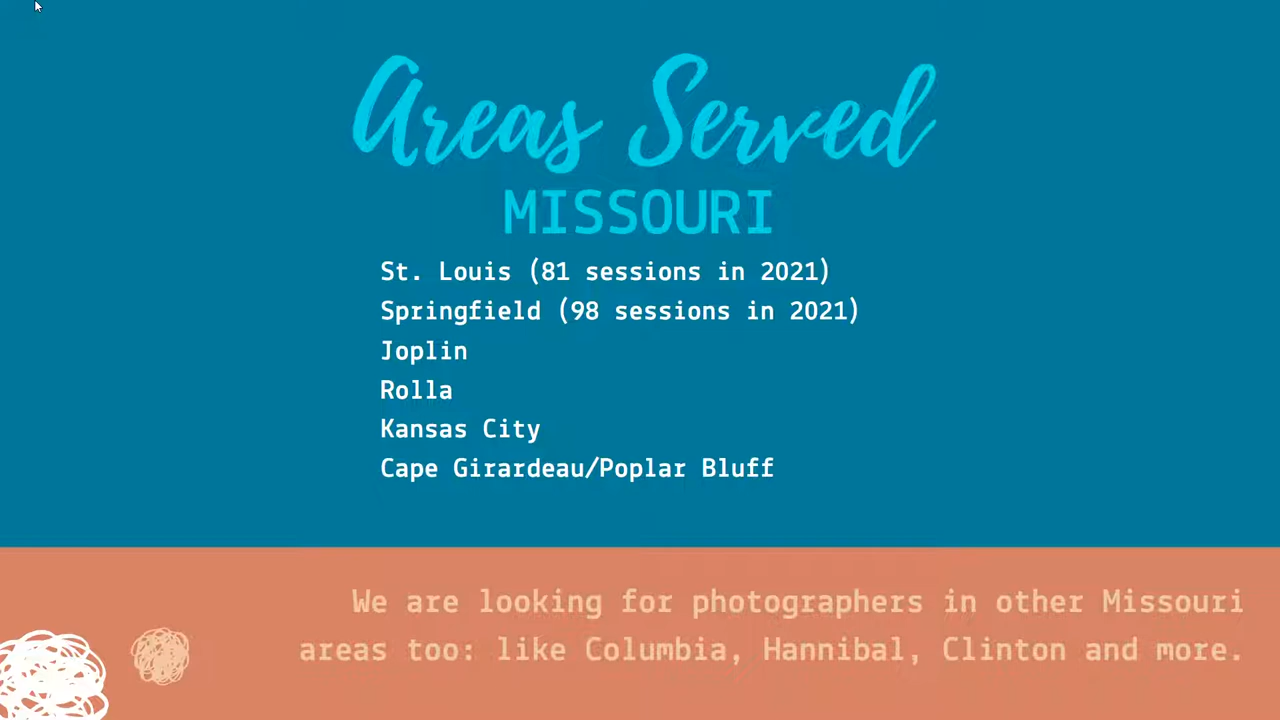 Areas Served
MISSOURI
St. Louis (81 sessions in 2021)
Springfield (98 sessions in 2021)
Joplin
Rolla
Kansas City
Cape Girardeau/Poplar Bluff
We are looking for photographers in other Missouri
areas too: like Columbia, Hannibal, Clinton and more.